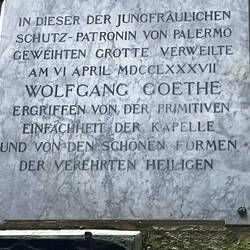 IN DIESER DER JUNGFRÄULICHEN
SCHUTZ-PATRONIN VON PALERMO
GEWEIHTEN GROTTE VERWEILTE
AM VI APRIL MDCCLXXXVII
WOLFGANG GOETHE
ERGRIFFEN VON DER PRIMITIVEN
EINFACHHEIT DER KAPELLE
UND VON DEN SCHÖNEN FORMEN
DER VEREHRTEN HEILIGEN